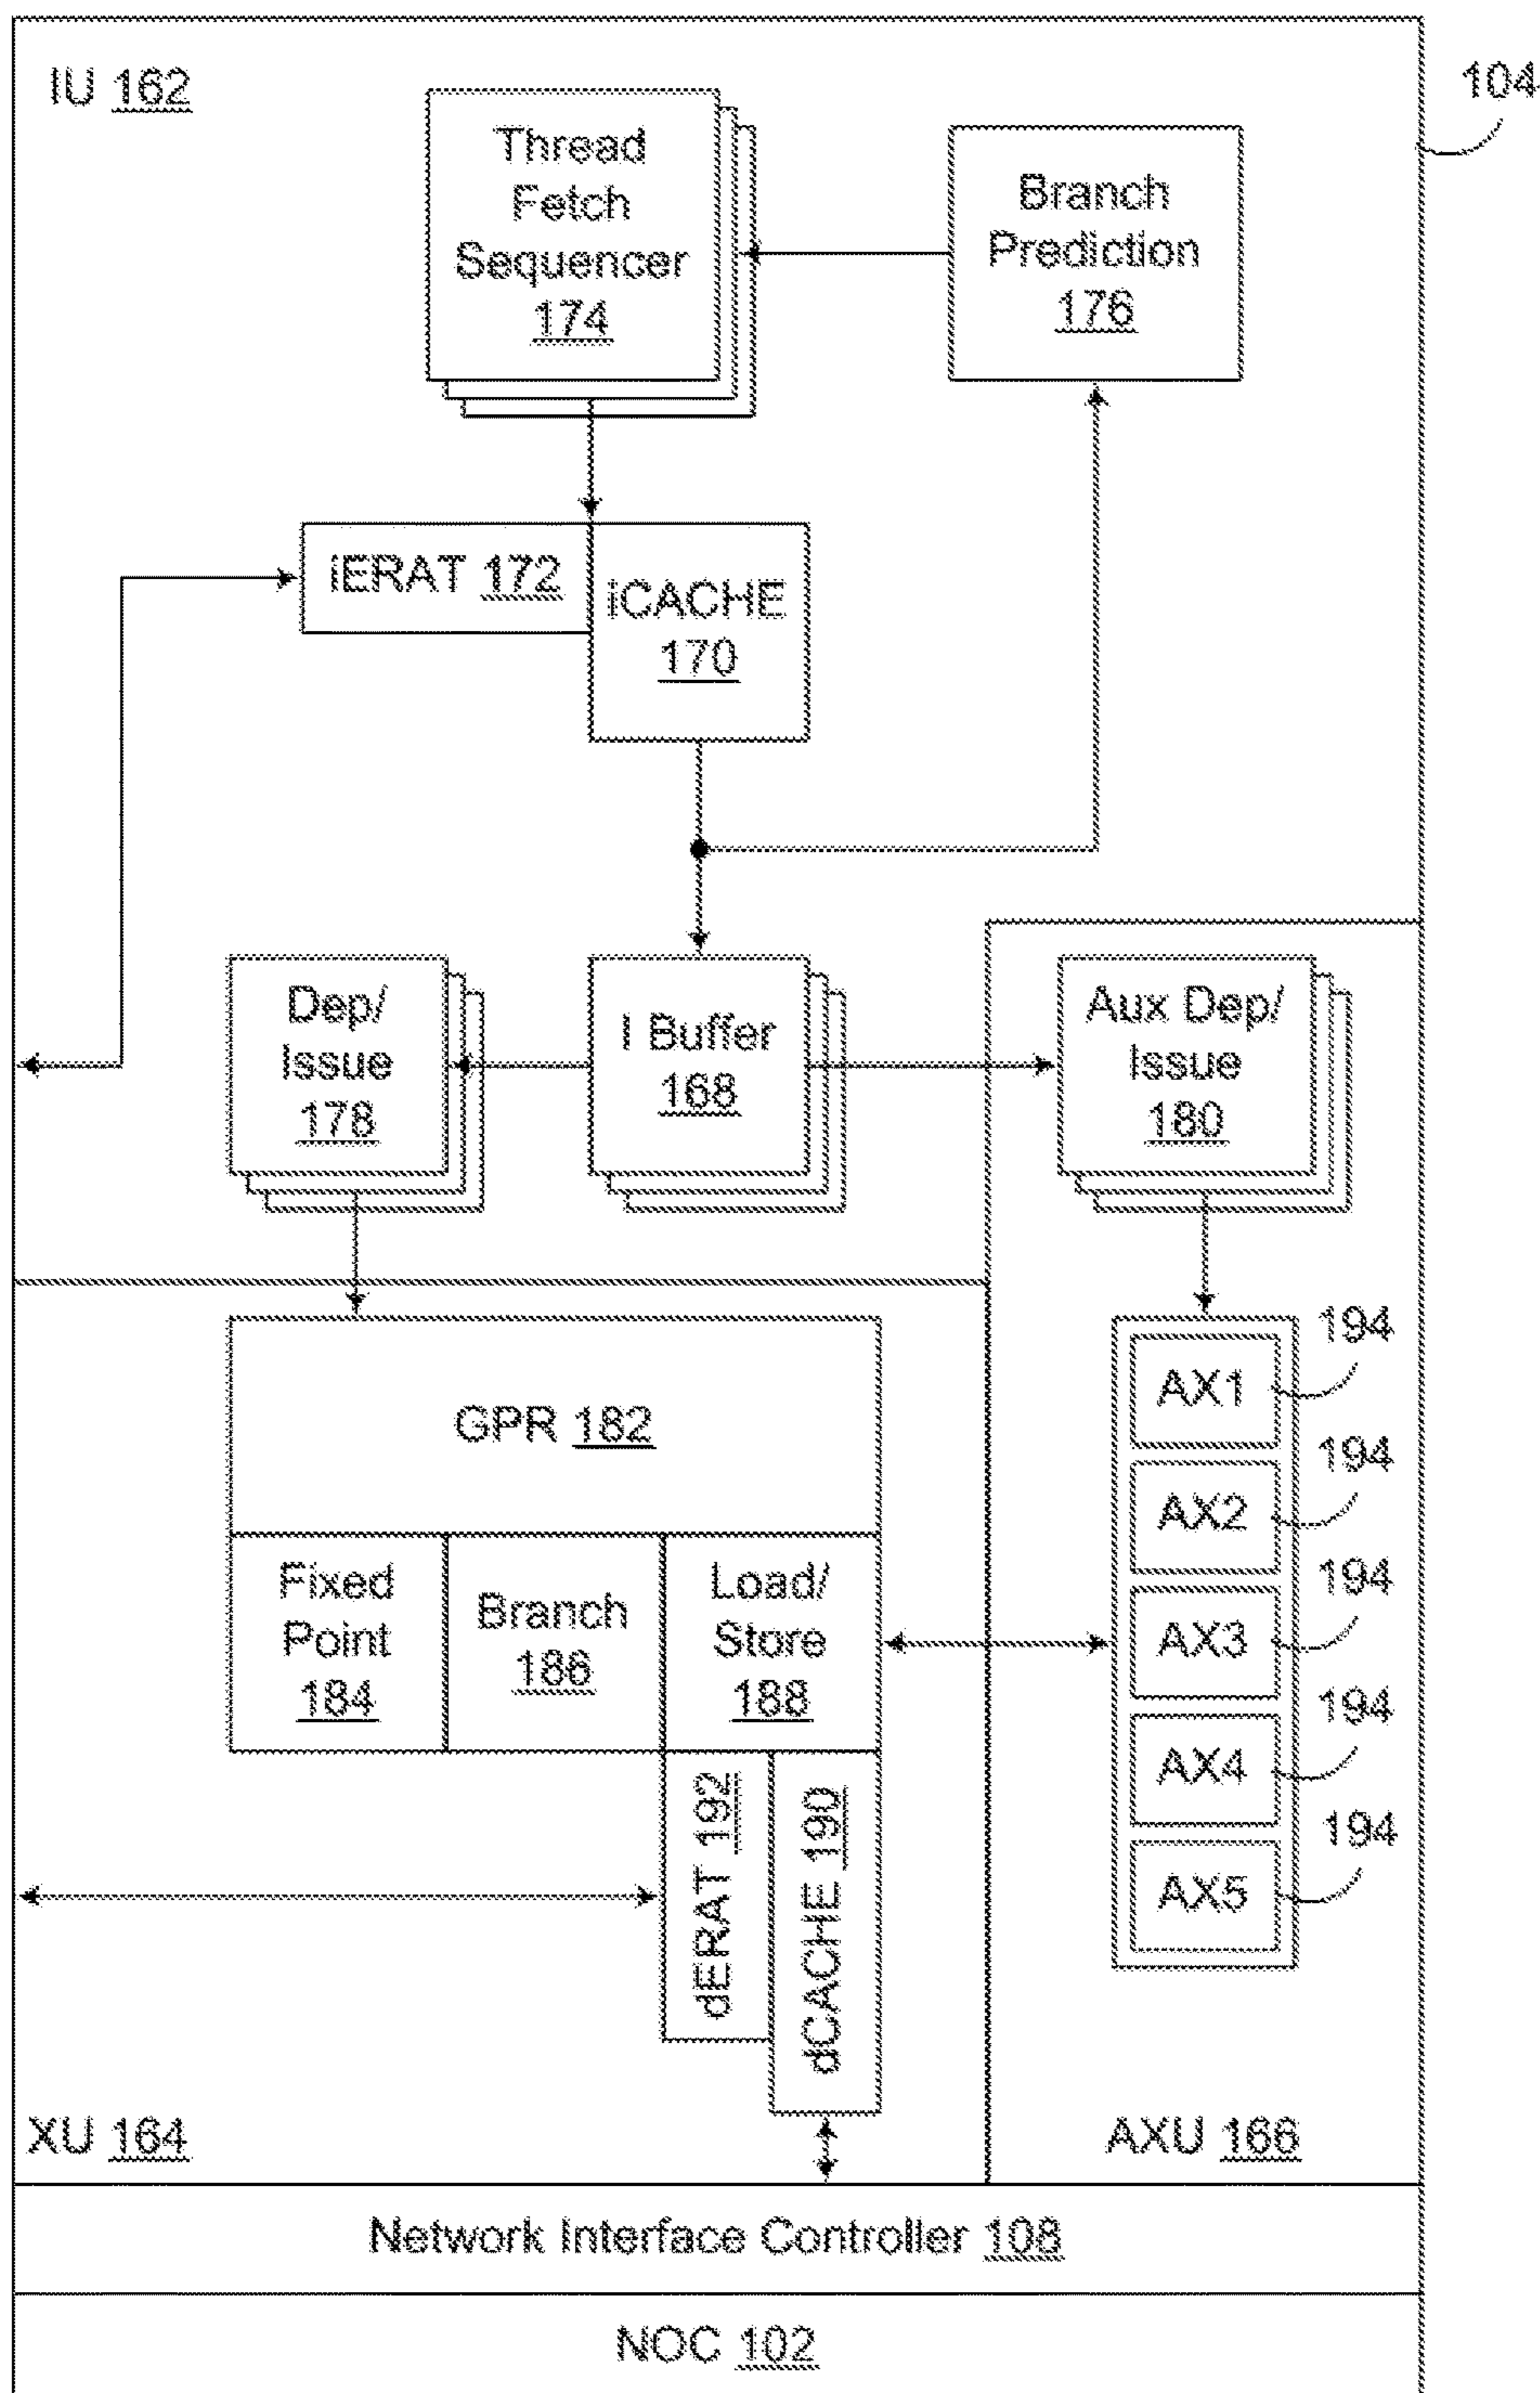 IU 162
104
Thread
Fetch
Sequencer
174
Branch
Prediction
176
iERAT 172
iCACHE
170
Dep/
Issue
178
I Buffer
168
Aux Dep/
Issue
180
GPR 182
Fixed
Point
184
Branch
186
Load/
Store
188
dERAT 192
dCACHE 190
AX1
194
AX2
194
AX3
194
AX4
194
AX5
194
XU 164
AXU 166
Network Interface Controller 108
NOC 102